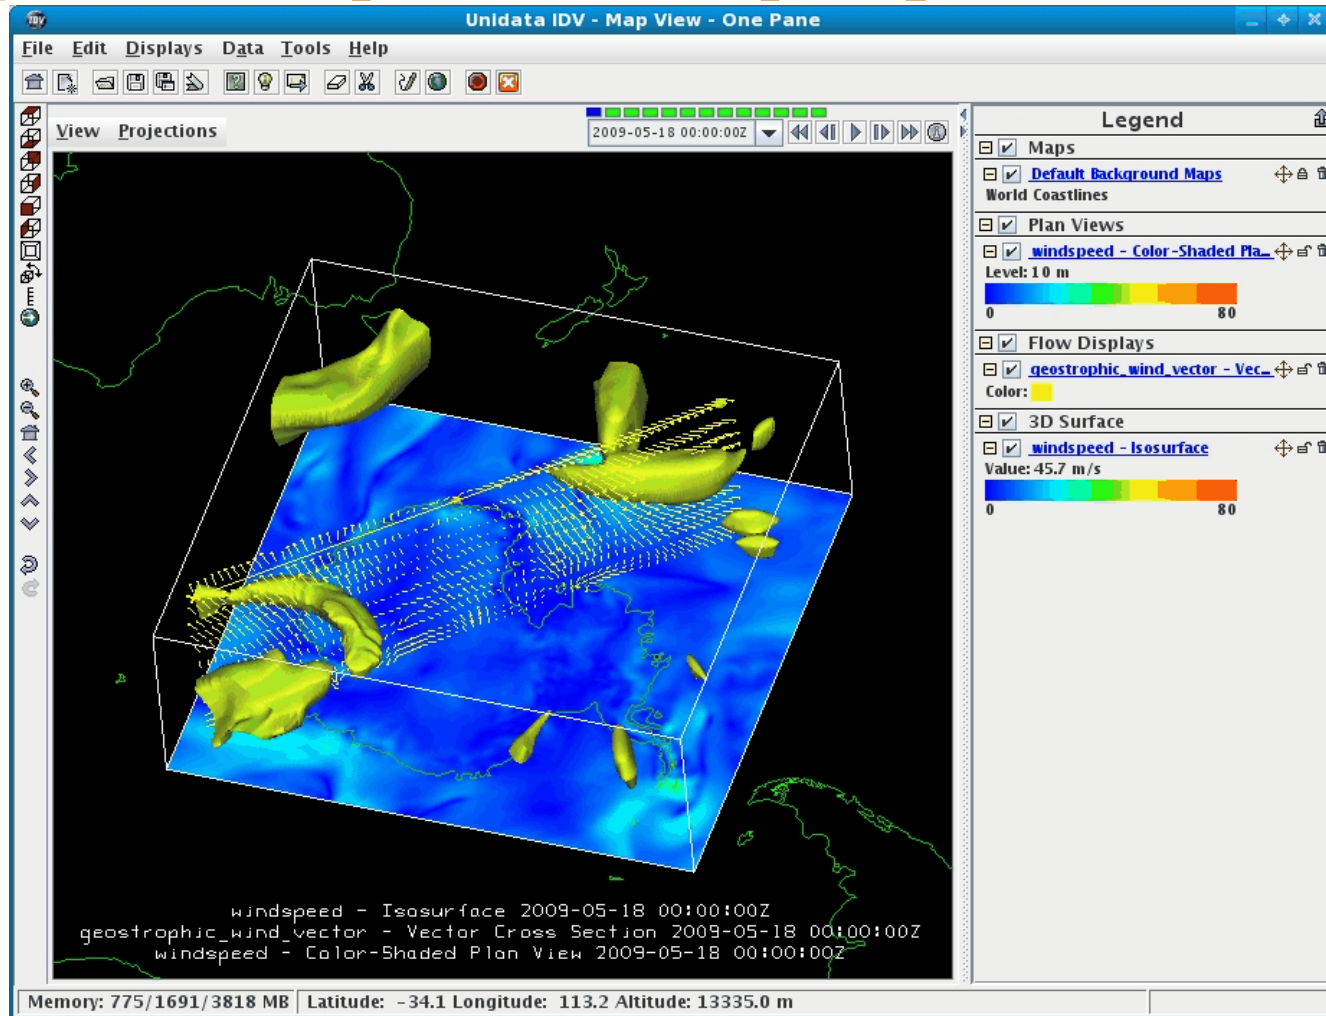 IDV
Unidata IDV - Map View - One Pane
File Edit Displays Data Tools Help
View Projections
2009-05-18 00:00:00Z
Legend
Maps
Default Background Maps
World Coastlines
Plan Views
windspeed - Color-Shaded Pla...
Level: 10 m
0 80
Flow Displays
geostrophic_wind_vector - Vec...
Color:
3D Surface
windspeed - Isosurface
Value: 45.7 m/s
0 80
windspeed - Isosurface 2009-05-18 00:00:00Z
geostrophic_wind_vector - Vector Cross Section 2009-05-18 00:00:00Z
windspeed - Color-Shaded Plan View 2009-05-18 00:00:00Z
Memory: 775/1691/3818 MB Latitude: -34.1 Longitude: 113.2 Altitude: 13335.0 m